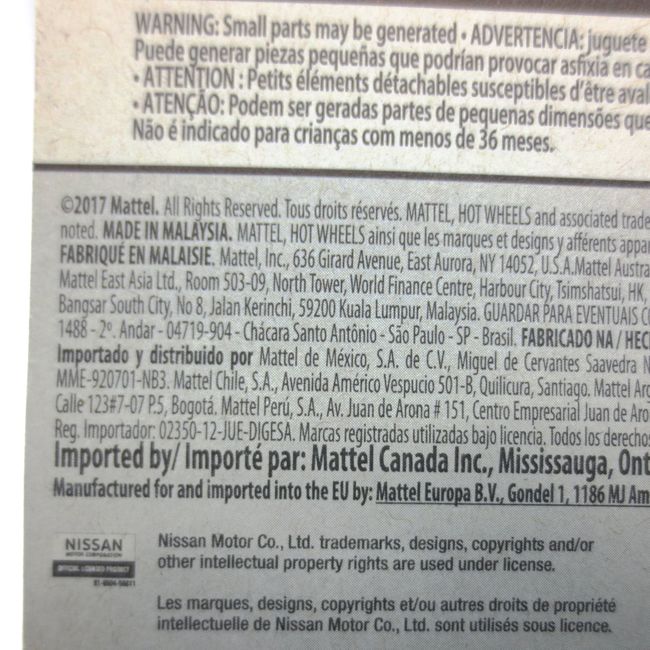 WARNING: Small parts may be generated • ADVERTENCIA: juguete
Puede generar piezas pequeñas que podrían provocar asfixia en ca
• ATTENTION : Petits éléments détachables susceptibles d'être aval
• ATENÇÃO: Podem ser geradas partes de pequenas dimensões que
Não é indicado para crianças com menos de 36 meses.
©2017 Mattel. All Rights Reserved. Tous droits réservés. MATTEL, HOT WHEELS and associated trade
noted. MADE IN MALAYSIA. MATTEL, HOT WHEELS ainsi que les marques et designs y afférents appar
FABRIQUÉ EN MALAISIE. Mattel, Inc., 636 Girard Avenue, East Aurora, NY 14052, U.S.A.Mattel Austra
Mattel East Asia Ltd., Room 503-09, North Tower, World Finance Centre, Harbour City, Tsimshatsui, HK,
Bangsar South City, No 8, Jalan Kerinchi, 59200 Kuala Lumpur, Malaysia. GUARDAR PARA EVENTUAIS CO
1488 - 2º. Andar - 04719-904 - Chácara Santo Antônio - São Paulo - SP - Brasil. FABRICADO NA / HEC
Importado y distribuido por Mattel de México, S.A. de C.V., Miguel de Cervantes Saavedra N
MME-920701-NB3. Mattel Chile, S.A., Avenida Américo Vespucio 501-B, Quilicura, Santiago. Mattel Arg
Calle 123#7-07 P.5, Bogotá. Mattel Perú, S.A., Av. Juan de Arona # 151, Centro Empresarial Juan de Aro
Reg. Importador: 02350-12-JUE-DIGESA. Marcas registradas utilizadas bajo licencia. Todos los derechos
Imported by/ Importé par: Mattel Canada Inc., Mississauga, Ont
Manufactured for and imported into the EU by: Mattel Europa B.V., Gondel 1, 1186 MJ Am
NISSAN
MOTOR CORPORATION
OFFICIAL LICENSED PRODUCT
Nissan Motor Co., Ltd. trademarks, designs, copyrights and/or
other intellectual property rights are used under license.
Les marques, designs, copyrights et/ou autres droits de propriété
intellectuelle de Nissan Motor Co., Ltd. sont utilisés sous licence.